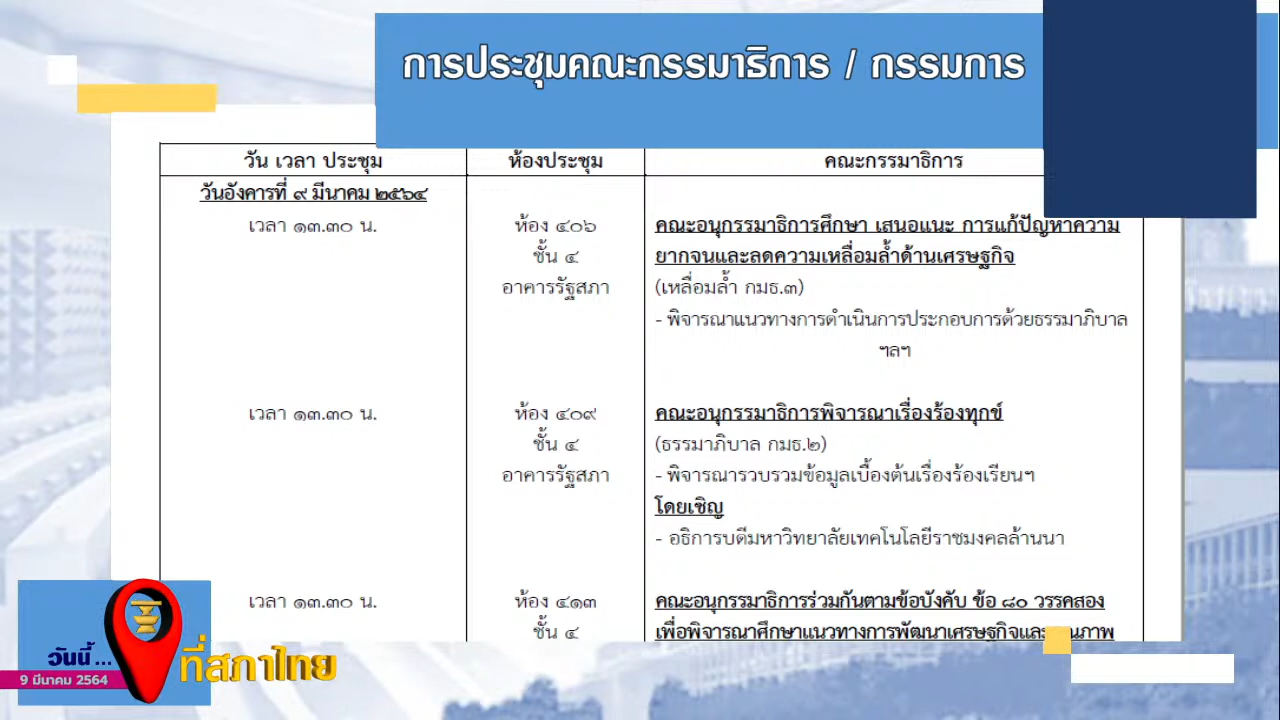 การประชุมคณะกรรมาธิการ / กรรมการ
วัน เวลา ประชุม ห้องประชุม คณะกรรมาธิการ
วันอังคารที่ ๙ มีนาคม ๒๕๖๔
เวลา ๑๓.๓๐ น. ห้อง ๔๐๖ คณะอนุกรรมาธิการศึกษา เสนอแนะ การแก้ปัญหาความ
ชั้น ๔ ยากจนและลดความเหลื่อมล้ำด้านเศรษฐกิจ
อาคารรัฐสภา (เหลื่อมล้ำ กมธ.๓)
- พิจารณาแนวทางการดำเนินการประกอบการด้วยธรรมาภิบาล
ฯลฯ
เวลา ๑๓.๓๐ น. ห้อง ๔๐๙ คณะอนุกรรมาธิการพิจารณาเรื่องร้องทุกข์
ชั้น ๔ (ธรรมาภิบาล กมธ.๒)
อาคารรัฐสภา - พิจารณารวบรวมข้อมูลเบื้องต้นเรื่องร้องเรียนฯ
โดยเชิญ
- อธิการบดีมหาวิทยาลัยเทคโนโลยีราชมงคลล้านนา
เวลา ๑๓.๓๐ น. ห้อง ๔๑๓ คณะอนุกรรมาธิการร่วมกันตามข้อบังคับ ข้อ ๘๐ วรรคสอง
ชั้น ๔ เพื่อพิจารณาศึกษาแนวทางการพัฒนาเศรษฐกิจและ
วันนี้...
ที่สภาไทย
9 มีนาคม 2564